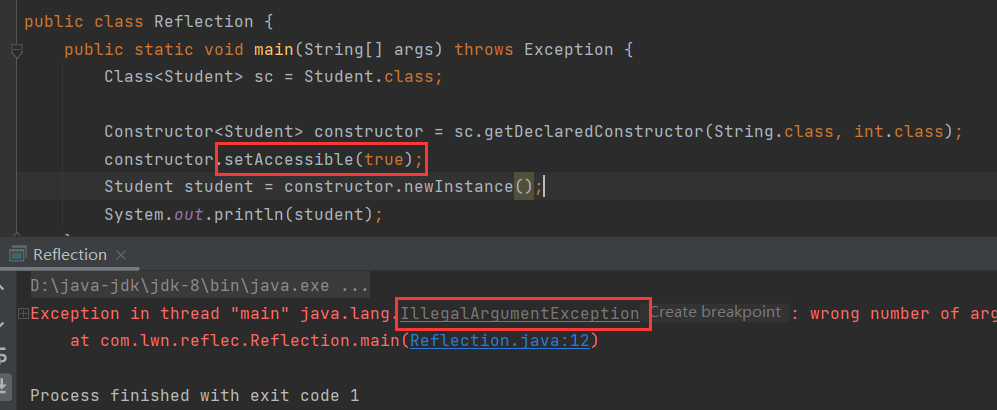 public class Reflection {
public static void main(String[] args) throws Exception {
Class<Student> sc = Student.class;
Constructor<Student> constructor = sc.getDeclaredConstructor(String.class, int.class);
constructor.setAccessible(true);
Student student = constructor.newInstance();
System.out.println(student);
Reflection ×
D:\java-jdk\jdk-8\bin\java.exe ...
Exception in thread "main" java.lang.IllegalArgumentException Create breakpoint : wrong number of
at com.lwn.reflec.Reflection.main(Reflection.java:12)
Process finished with exit code 1